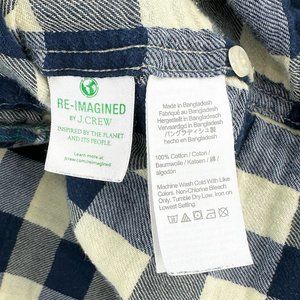 RE-IMAGINED
BY J.CREW
INSPIRED BY THE PLANET
AND ITS PEOPLE.
Learn more at
jcrew.com/reimagined
Made in Bangladesh
Fabriqué au Bangladesh
Hergestellt in Bangladesh
Vervaardigd in Bangladesh
バングラデシュ製
hecho en Bangladesh
100% Cotton / Coton /
Baumwolle / Katoen / 綿 /
algodón
Machine Wash Cold With Like
Colors. Non-Chlorine Bleach
Only. Tumble Dry Low. Iron on
Lowest Setting.